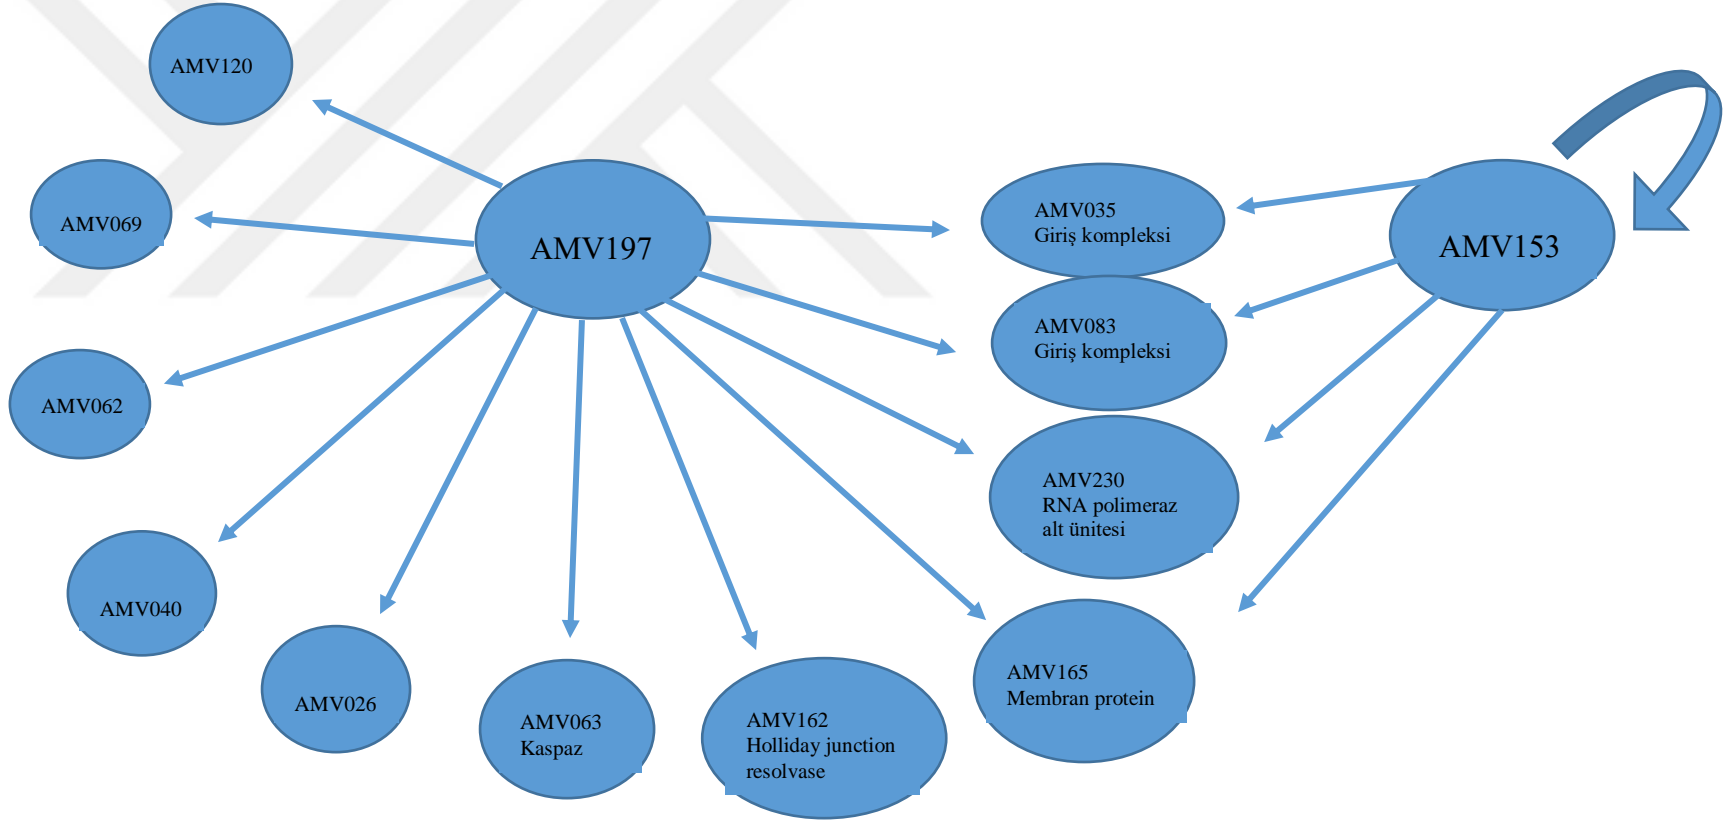 AMV120
AMV069
AMV062
AMV040
AMV026
AMV063
Kaspaz
AMV162
Holliday junction
resolvase
AMV197
AMV035
Giriş kompleksi
AMV083
Giriş kompleksi
AMV230
RNA polimeraz
alt ünitesi
AMV165
Membran protein
AMV153